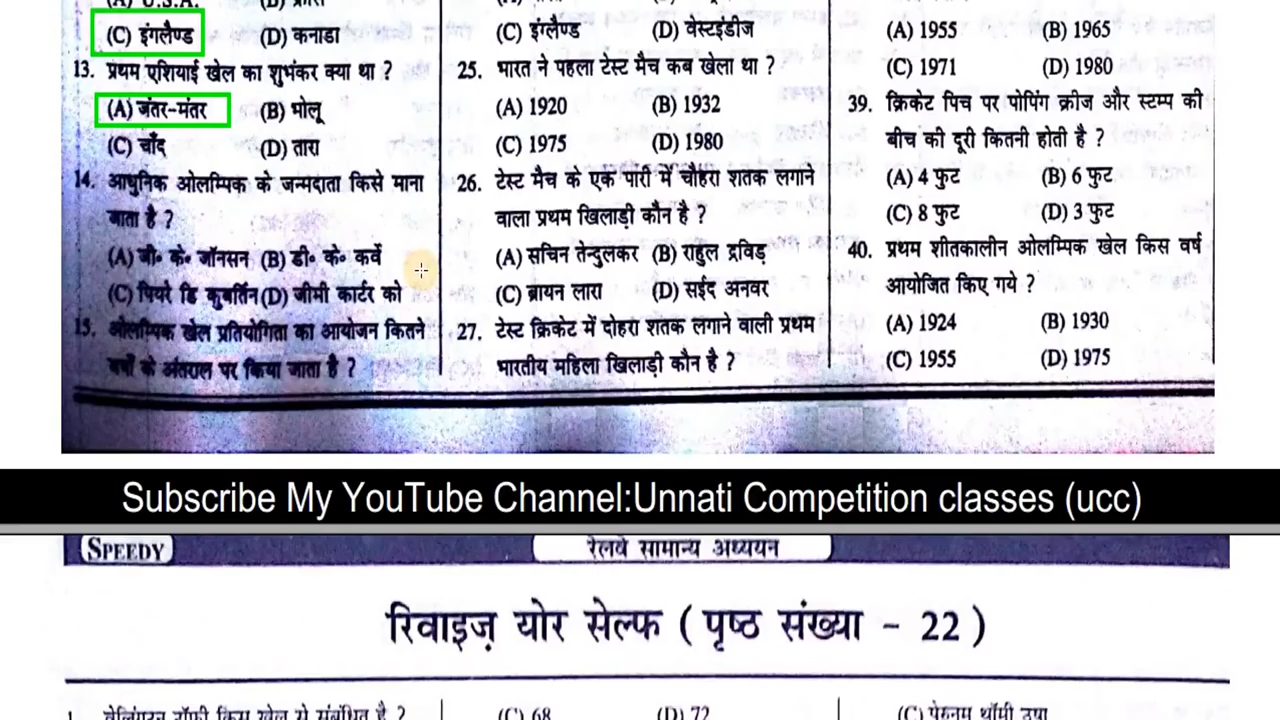 (A) U.S.A. (B) फ्रांस
(C) इंगलैण्ड (D) कनाडा
13. प्रथम एशियाई खेल का शुभंकर क्या था ?
(A) जंतर-मंतर (B) भोलू
(C) चाँद (D) तारा
14. आधुनिक ओलम्पिक के जन्मदाता किसे माना
जाता है ?
(A) जी॰ के॰ जॉनसन (B) डी॰ के॰ कर्वे
(C) पियरे डि कुबर्तिन (D) जीमी कार्टर को
15. ओलम्पिक खेल प्रतियोगिता का आयोजन कितने
वर्षों के अंतराल पर किया जाता है ?
(C) इंग्लैण्ड (D) वेस्टइंडीज
25. भारत ने पहला टेस्ट मैच कब खेला था ?
(A) 1920 (B) 1932
(C) 1975 (D) 1980
26. टेस्ट मैच के एक पारी में चौहरा शतक लगाने
वाला प्रथम खिलाड़ी कौन है ?
(A) सचिन तेन्दुलकर (B) राहुल द्रविड़
(C) ब्रायन लारा (D) सईद अनवर
27. टेस्ट क्रिकेट में दोहरा शतक लगाने वाली प्रथम
भारतीय महिला खिलाड़ी कौन है ?
(A) 1955 (B) 1965
(C) 1971 (D) 1980
39. क्रिकेट पिच पर पोपिंग क्रीज और स्टम्प की
बीच की दूरी कितनी होती है ?
(A) 4 फुट (B) 6 फुट
(C) 8 फुट (D) 3 फुट
40. प्रथम शीतकालीन ओलम्पिक खेल किस वर्ष
आयोजित किए गये ?
(A) 1924 (B) 1930
(C) 1955 (D) 1975
Subscribe My YouTube Channel:Unnati Competition classes (ucc)
SPEEDY रेलवे सामान्य अध्ययन
रिवाइज़ योर सेल्फ ( पृष्ठ संख्या - 22 )
1. वेलिंगटन ट्रॉफी किस खेल से संबंधित है ?
(C) 68 (D) 72